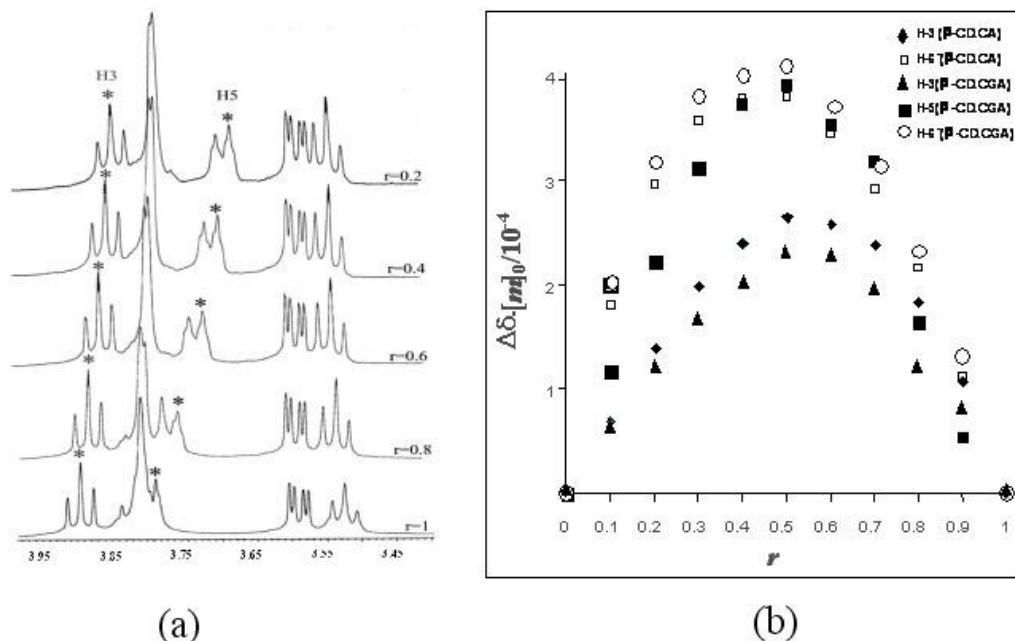 H3
*
H5
*
r=0.2
*
*
r=0.4
*
*
r=0.6
*
*
r=0.8
*
*
r=1
3.95 3.85 3.75 3.65 3.55 3.45
(a)
H-3 (β-CD.CA)
H-6' (β-CD.CA)
H-3 (β-CD.CGA)
H-5 (β-CD.CGA)
H-6' (β-CD.CGA)
Δδ.[m]0/10-4
4
3
2
1
0 0.1 0.2 0.3 0.4 0.5 0.6 0.7 0.8 0.9 1
r
(b)